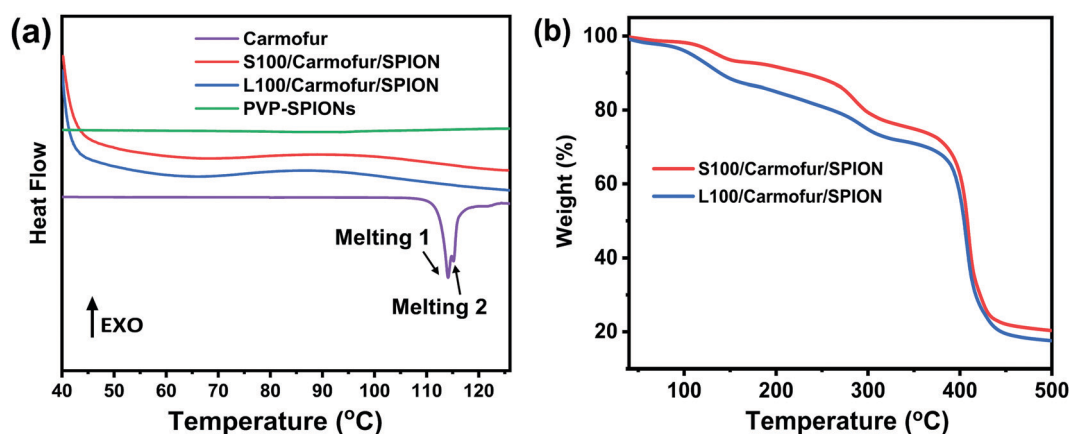 (a)
Carmofur
S100/Carmofur/SPION
L100/Carmofur/SPION
PVP-SPIONs
Heat Flow
Melting 1
Melting 2
EXO
40 50 60 70 80 90 100 110 120
Temperature (°C)
(b)
100
80
60
40
20
Weight (%)
S100/Carmofur/SPION
L100/Carmofur/SPION
100 200 300 400 500
Temperature (°C)